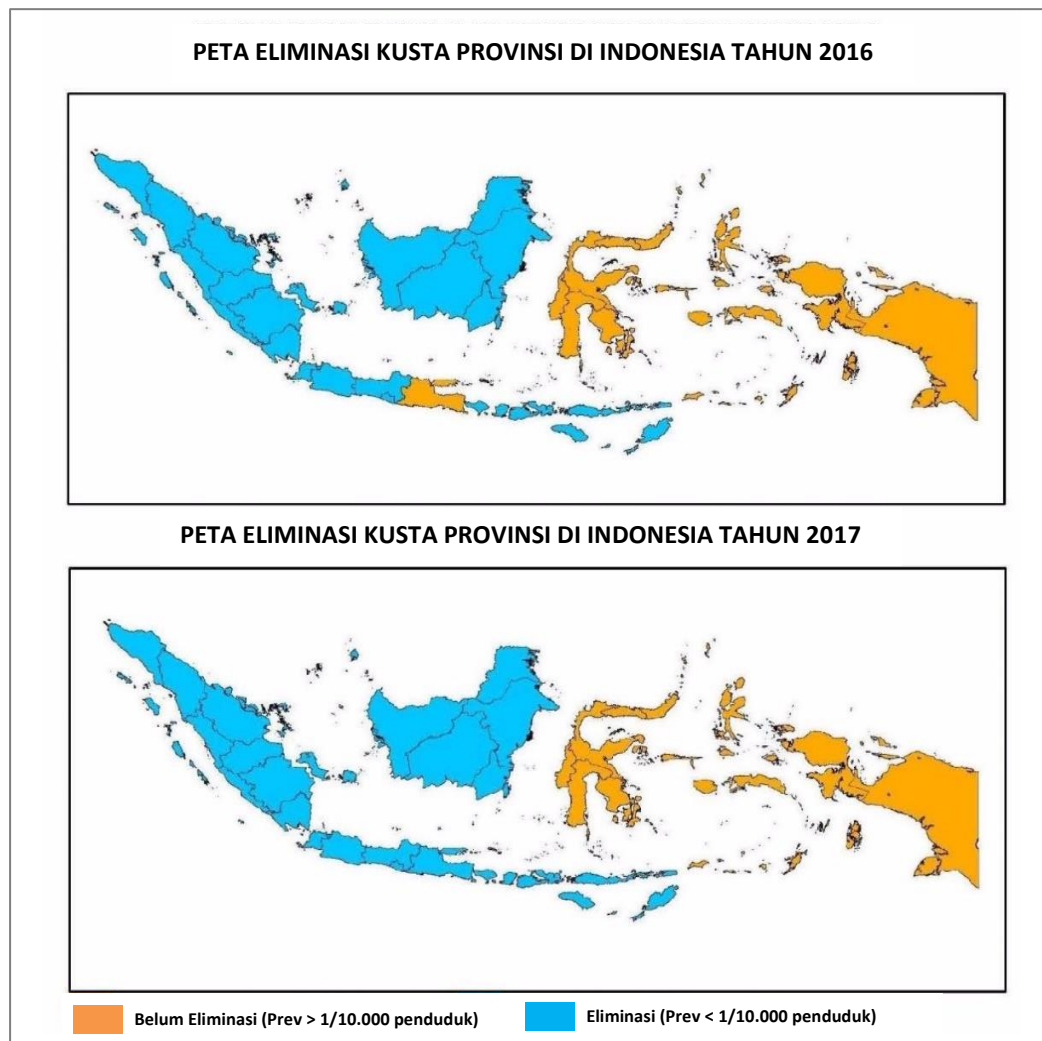 PETA ELIMINASI KUSTA PROVINSI DI INDONESIA TAHUN 2016
PETA ELIMINASI KUSTA PROVINSI DI INDONESIA TAHUN 2017
Belum Eliminasi (Prev > 1/10.000 penduduk)
Eliminasi (Prev < 1/10.000 penduduk)